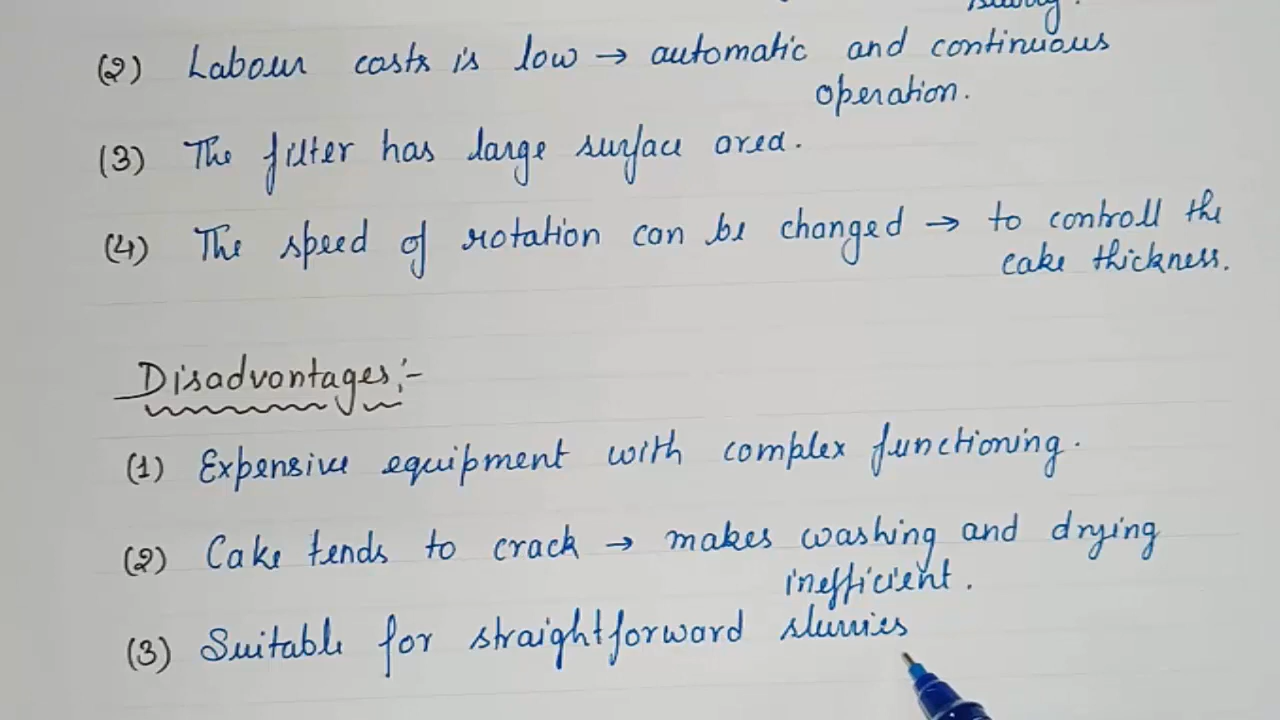 slurry.
(2) Labour costs is low → automatic and continuous
operation.
(3) The filter has large surface area.
(4) The speed of rotation can be changed → to controll the
cake thickness.
Disadvantages:-
(1) Expensive equipment with complex functioning.
(2) Cake tends to crack → makes washing and drying
inefficient.
(3) Suitable for straightforward slurries